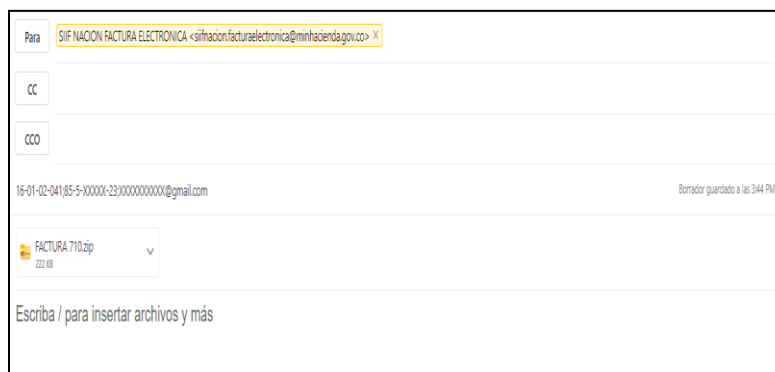 Para SIIF NACION FACTURA ELECTRONICA <siifnacion.facturaelectronica@minhacienda.gov.co> ×
CC
CCO
16-01-02-041;85-5-XXXXX-23;XXXXXXXXXX@gmail.com Borrador guardado a las 3:44 PM
FACTURA 710.zip
222 KB
Escriba / para insertar archivos y más